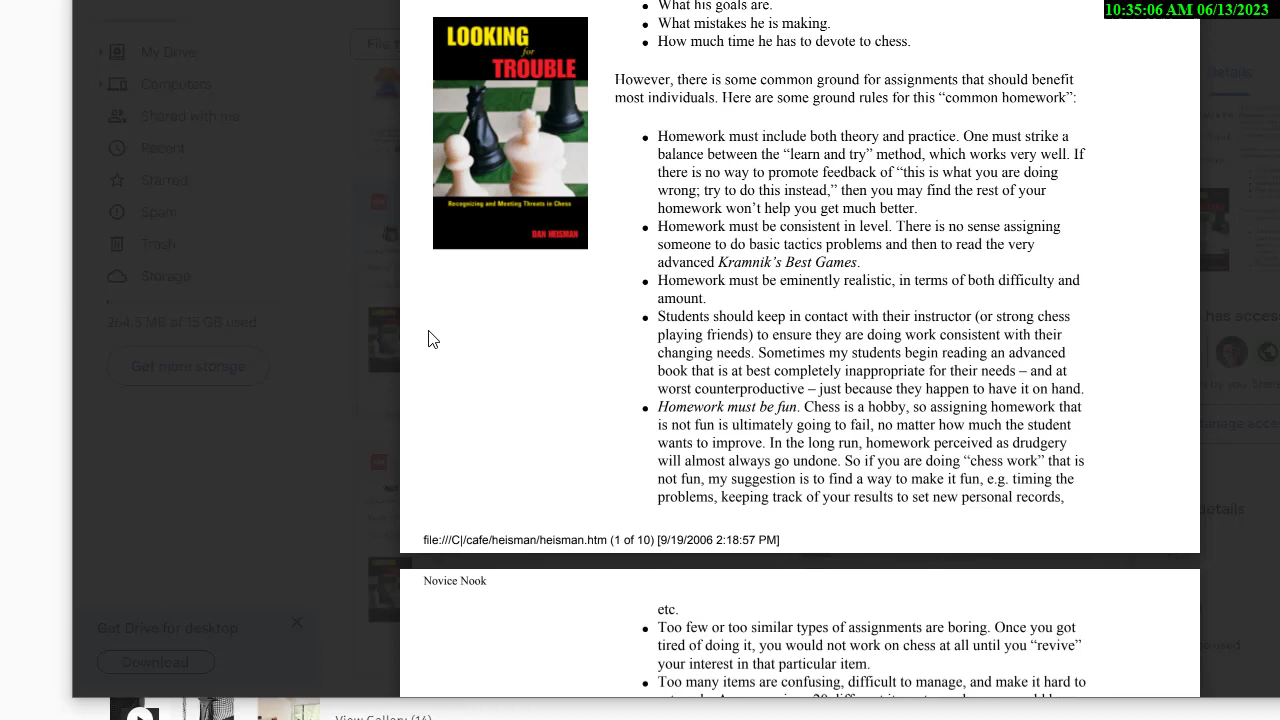 10:35:06 AM 06/13/2023
What his goals are.
What mistakes he is making.
How much time he has to devote to chess.
LOOKING
for
TROUBLE
Recognizing and Meeting Threats in Chess
DAN HEISMAN
However, there is some common ground for assignments that should benefit
most individuals. Here are some ground rules for this “common homework”:
Homework must include both theory and practice. One must strike a
balance between the “learn and try” method, which works very well. If
there is no way to promote feedback of “this is what you are doing
wrong; try to do this instead,” then you may find the rest of your
homework won’t help you get much better.
Homework must be consistent in level. There is no sense assigning
someone to do basic tactics problems and then to read the very
advanced Kramnik’s Best Games.
Homework must be eminently realistic, in terms of both difficulty and
amount.
Students should keep in contact with their instructor (or strong chess
playing friends) to ensure they are doing work consistent with their
changing needs. Sometimes my students begin reading an advanced
book that is at best completely inappropriate for their needs – and at
worst counterproductive – just because they happen to have it on hand.
Homework must be fun. Chess is a hobby, so assigning homework that
is not fun is ultimately going to fail, no matter how much the student
wants to improve. In the long run, homework perceived as drudgery
will almost always go undone. So if you are doing “chess work” that is
not fun, my suggestion is to find a way to make it fun, e.g. timing the
problems, keeping track of your results to set new personal records,
file:///C|/cafe/heisman/heisman.htm (1 of 10) [9/19/2006 2:18:57 PM]
Novice Nook
etc.
Too few or too similar types of assignments are boring. Once you got
tired of doing it, you would not work on chess at all until you “revive”
your interest in that particular item.
Too many items are confusing, difficult to manage, and make it hard to
My Drive
Computers
Shared with me
Recent
Starred
Spam
Trash
Storage
264.5 MB of 15 GB used
Get more storage
Get Drive for desktop
Download
File
Details
has access
Manage access
details
View Gallery (14)